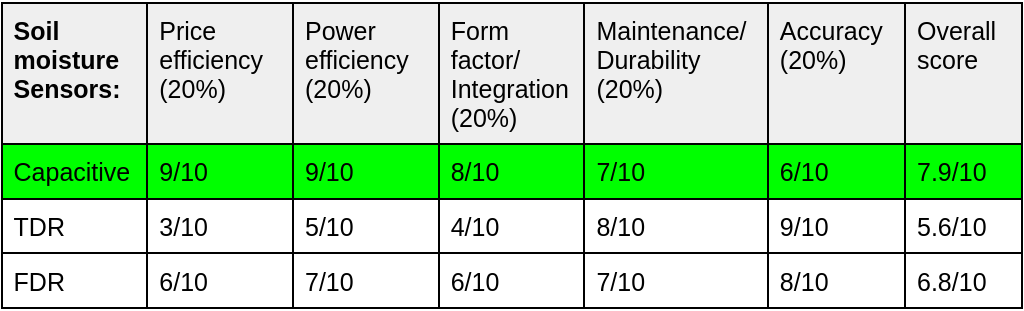 Soil moisture Sensors: Price efficiency (20%) Power efficiency (20%) Form factor/ Integration (20%) Maintenance/ Durability (20%) Accuracy (20%) Overall score
Capacitive 9/10 9/10 8/10 7/10 6/10 7.9/10
TDR 3/10 5/10 4/10 8/10 9/10 5.6/10
FDR 6/10 7/10 6/10 7/10 8/10 6.8/10